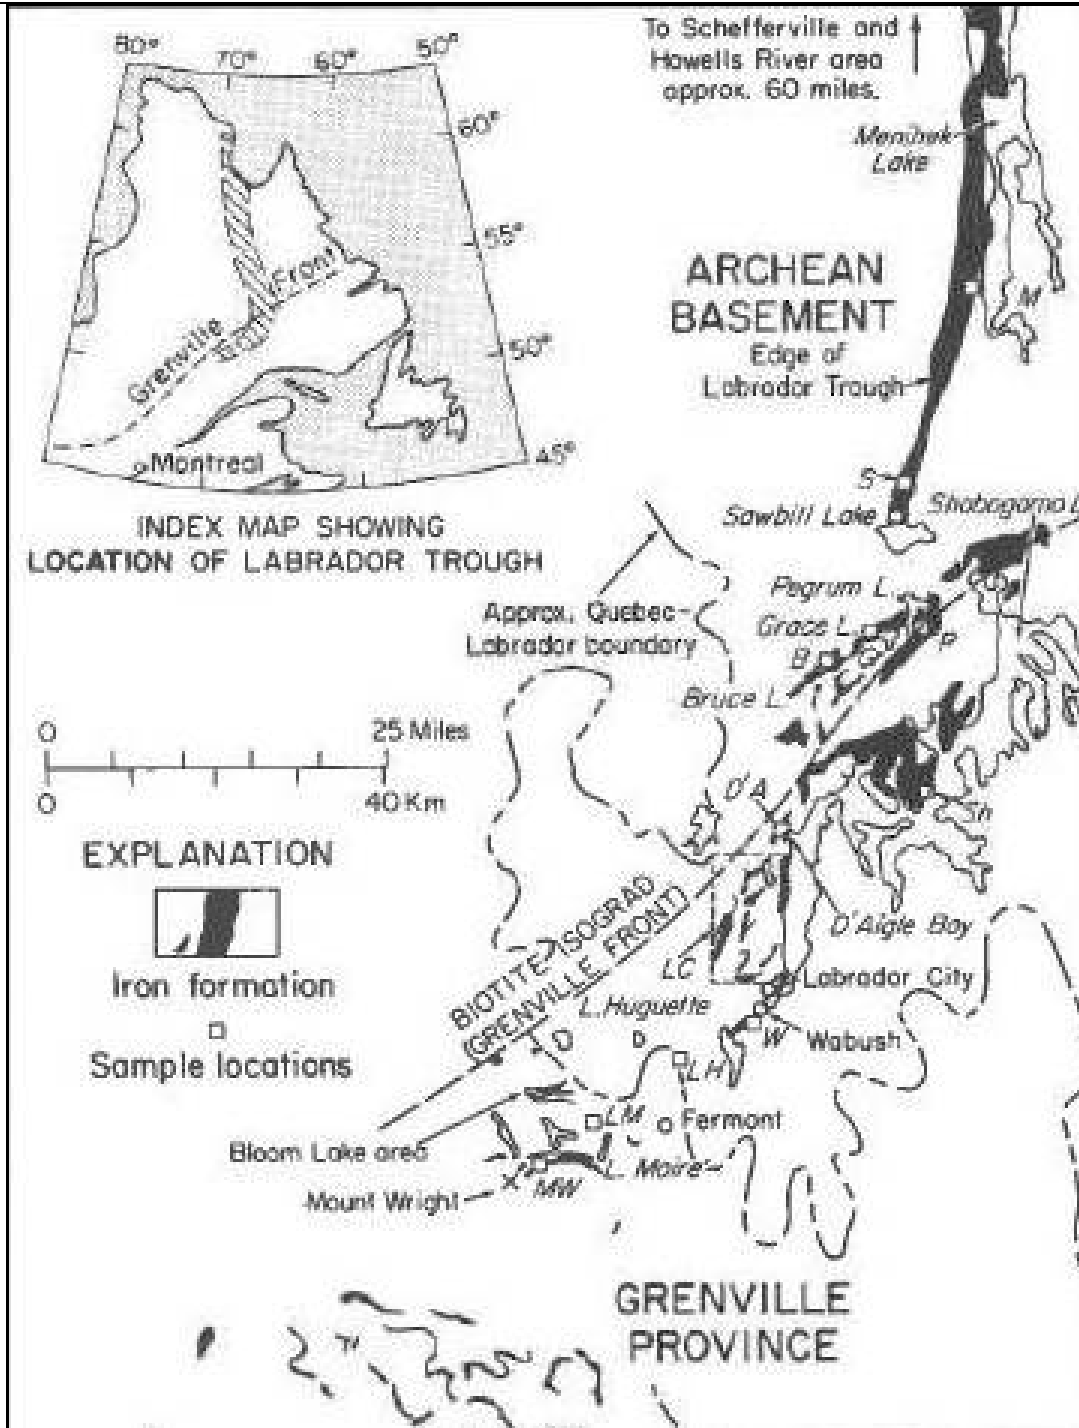 80°
70°
60°
50°
60°
55°
50°
45°
Grenville
Front
Montreal
INDEX MAP SHOWING
LOCATION OF LABRADOR TROUGH
To Schefferville and
Howells River area
approx. 60 miles.
Menihek
Lake
ARCHEAN
BASEMENT
M
Edge of
Labrador Trough
S
Sawbill Lake
Shabogamo L
Approx. Quebec-
Labrador boundary
Pegrum L.
Grace L.
P
B
Bruce L.
0
25 Miles
0
40 Km
D'A
Sh
EXPLANATION
Iron formation
Sample locations
BIOTITE ISOGRAD
(GRENVILLE FRONT)
D'Aigle Bay
LC
Labrador City
L. Huguette
W
Wabush
LH
LM
Fermont
Bloom Lake area
L. Moiré
Mount Wright
MW
GRENVILLE
PROVINCE